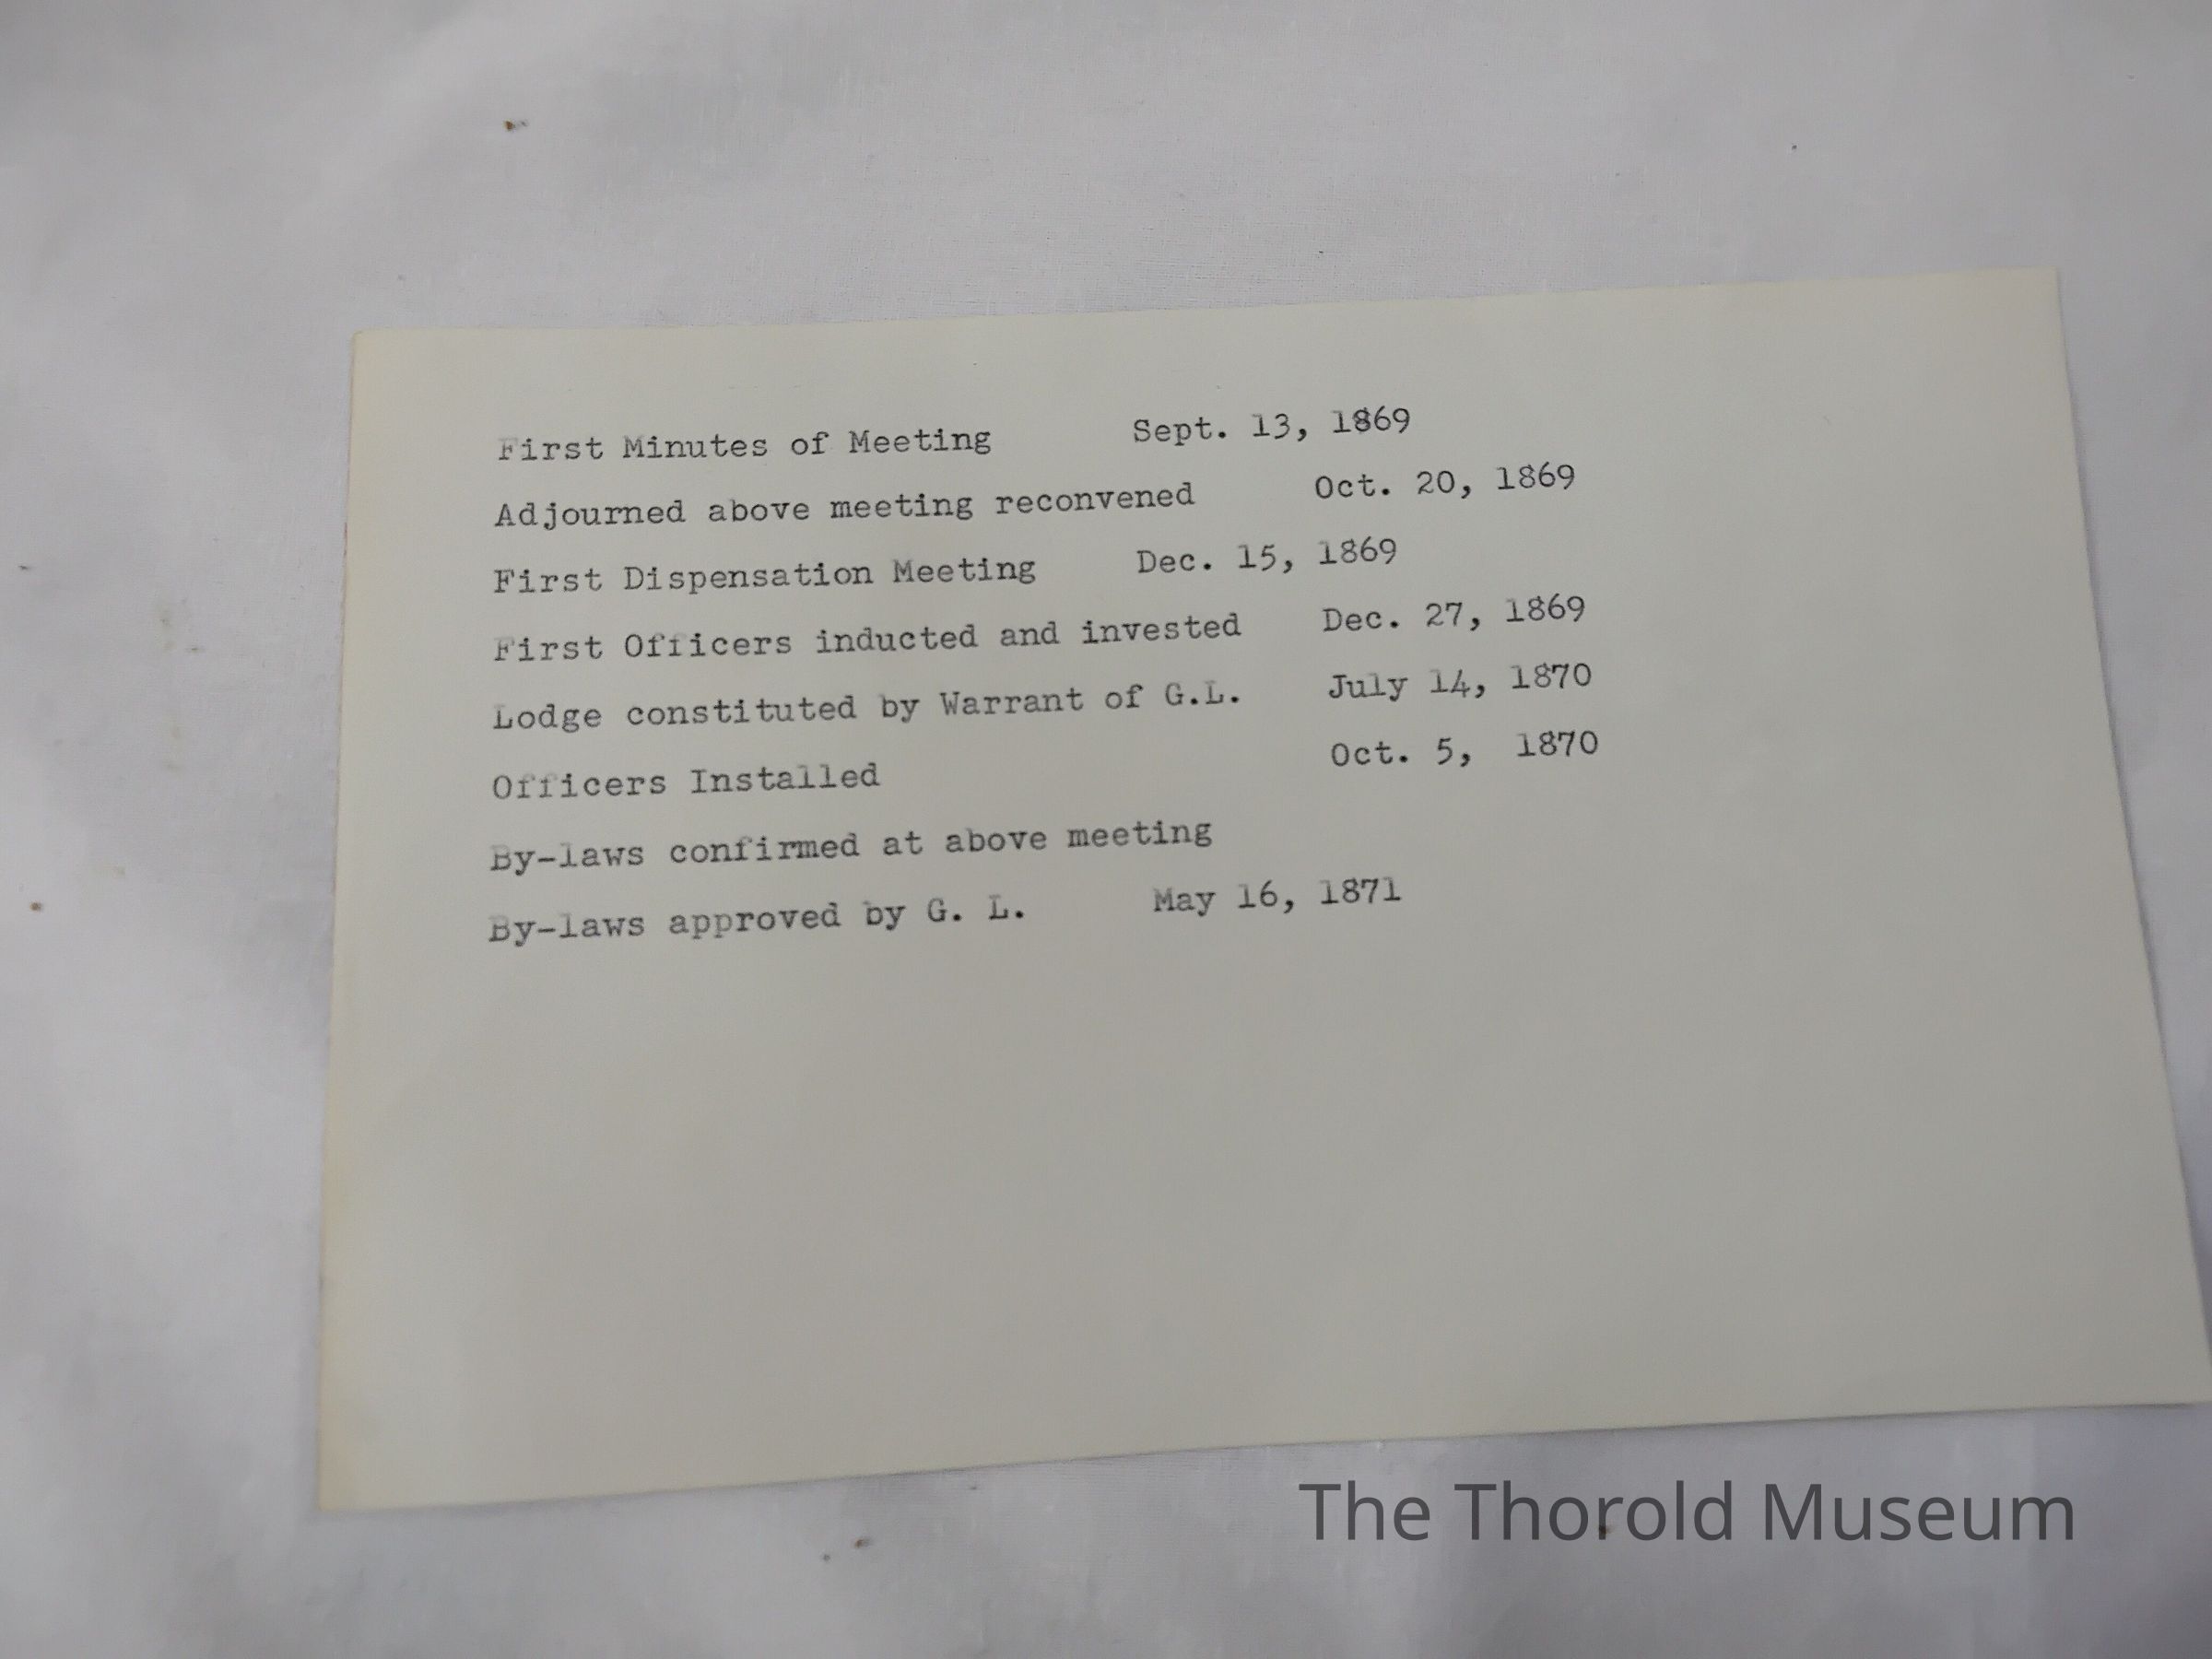 First Minutes of Meeting Sept. 13, 1869
Adjourned above meeting reconvened Oct. 20, 1869
First Dispensation Meeting Dec. 15, 1869
First Officers inducted and invested Dec. 27, 1869
Lodge constituted by Warrant of G.L. July 14, 1870
Officers Installed Oct. 5, 1870
By-laws confirmed at above meeting
By-laws approved by G. L. May 16, 1871
The Thorold Museum